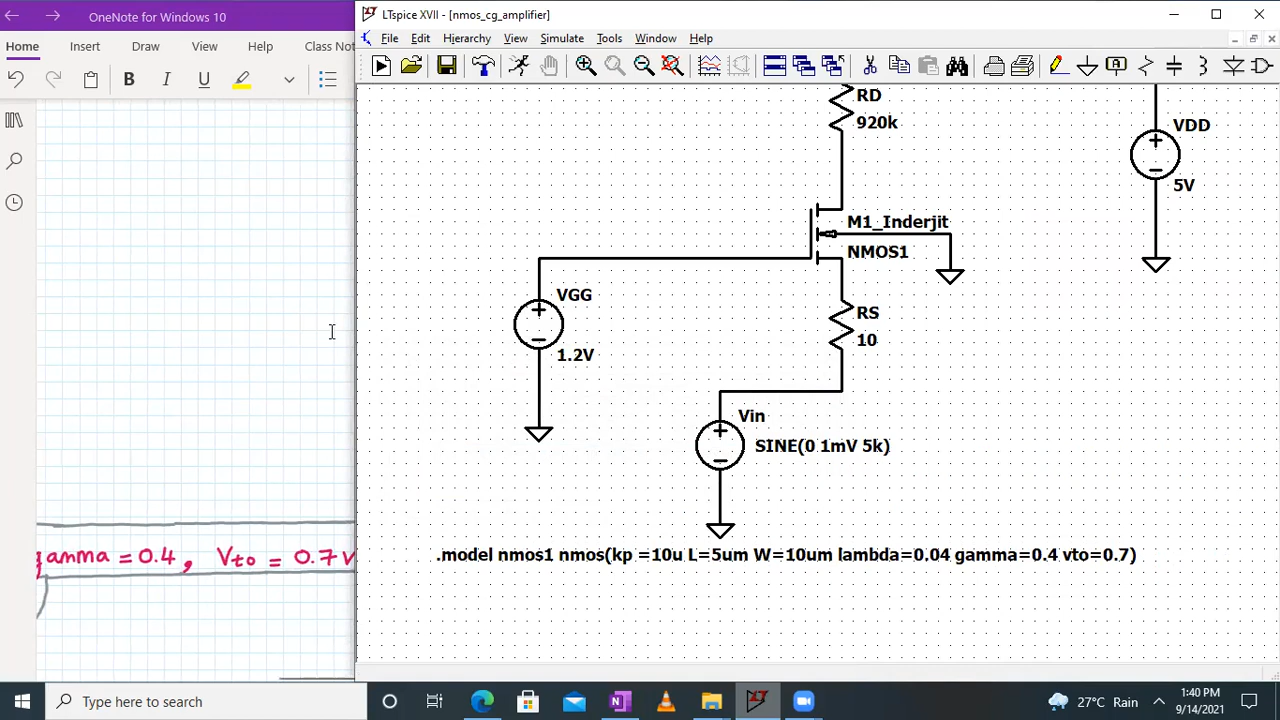 OneNote for Windows 10
Home Insert Draw View Help Class Not
B I U
gamma = 0.4 , Vto = 0.7 V
LTspice XVII - [nmos_cg_amplifier]
File Edit Hierarchy View Simulate Tools Window Help
RD
920k
VDD
5V
M1_Inderjit
NMOS1
VGG
1.2V
RS
10
Vin
SINE(0 1mV 5k)
.model nmos1 nmos(kp =10u L=5um W=10um lambda=0.04 gamma=0.4 vto=0.7)
Type here to search
27°C Rain
1:40 PM
9/14/2021